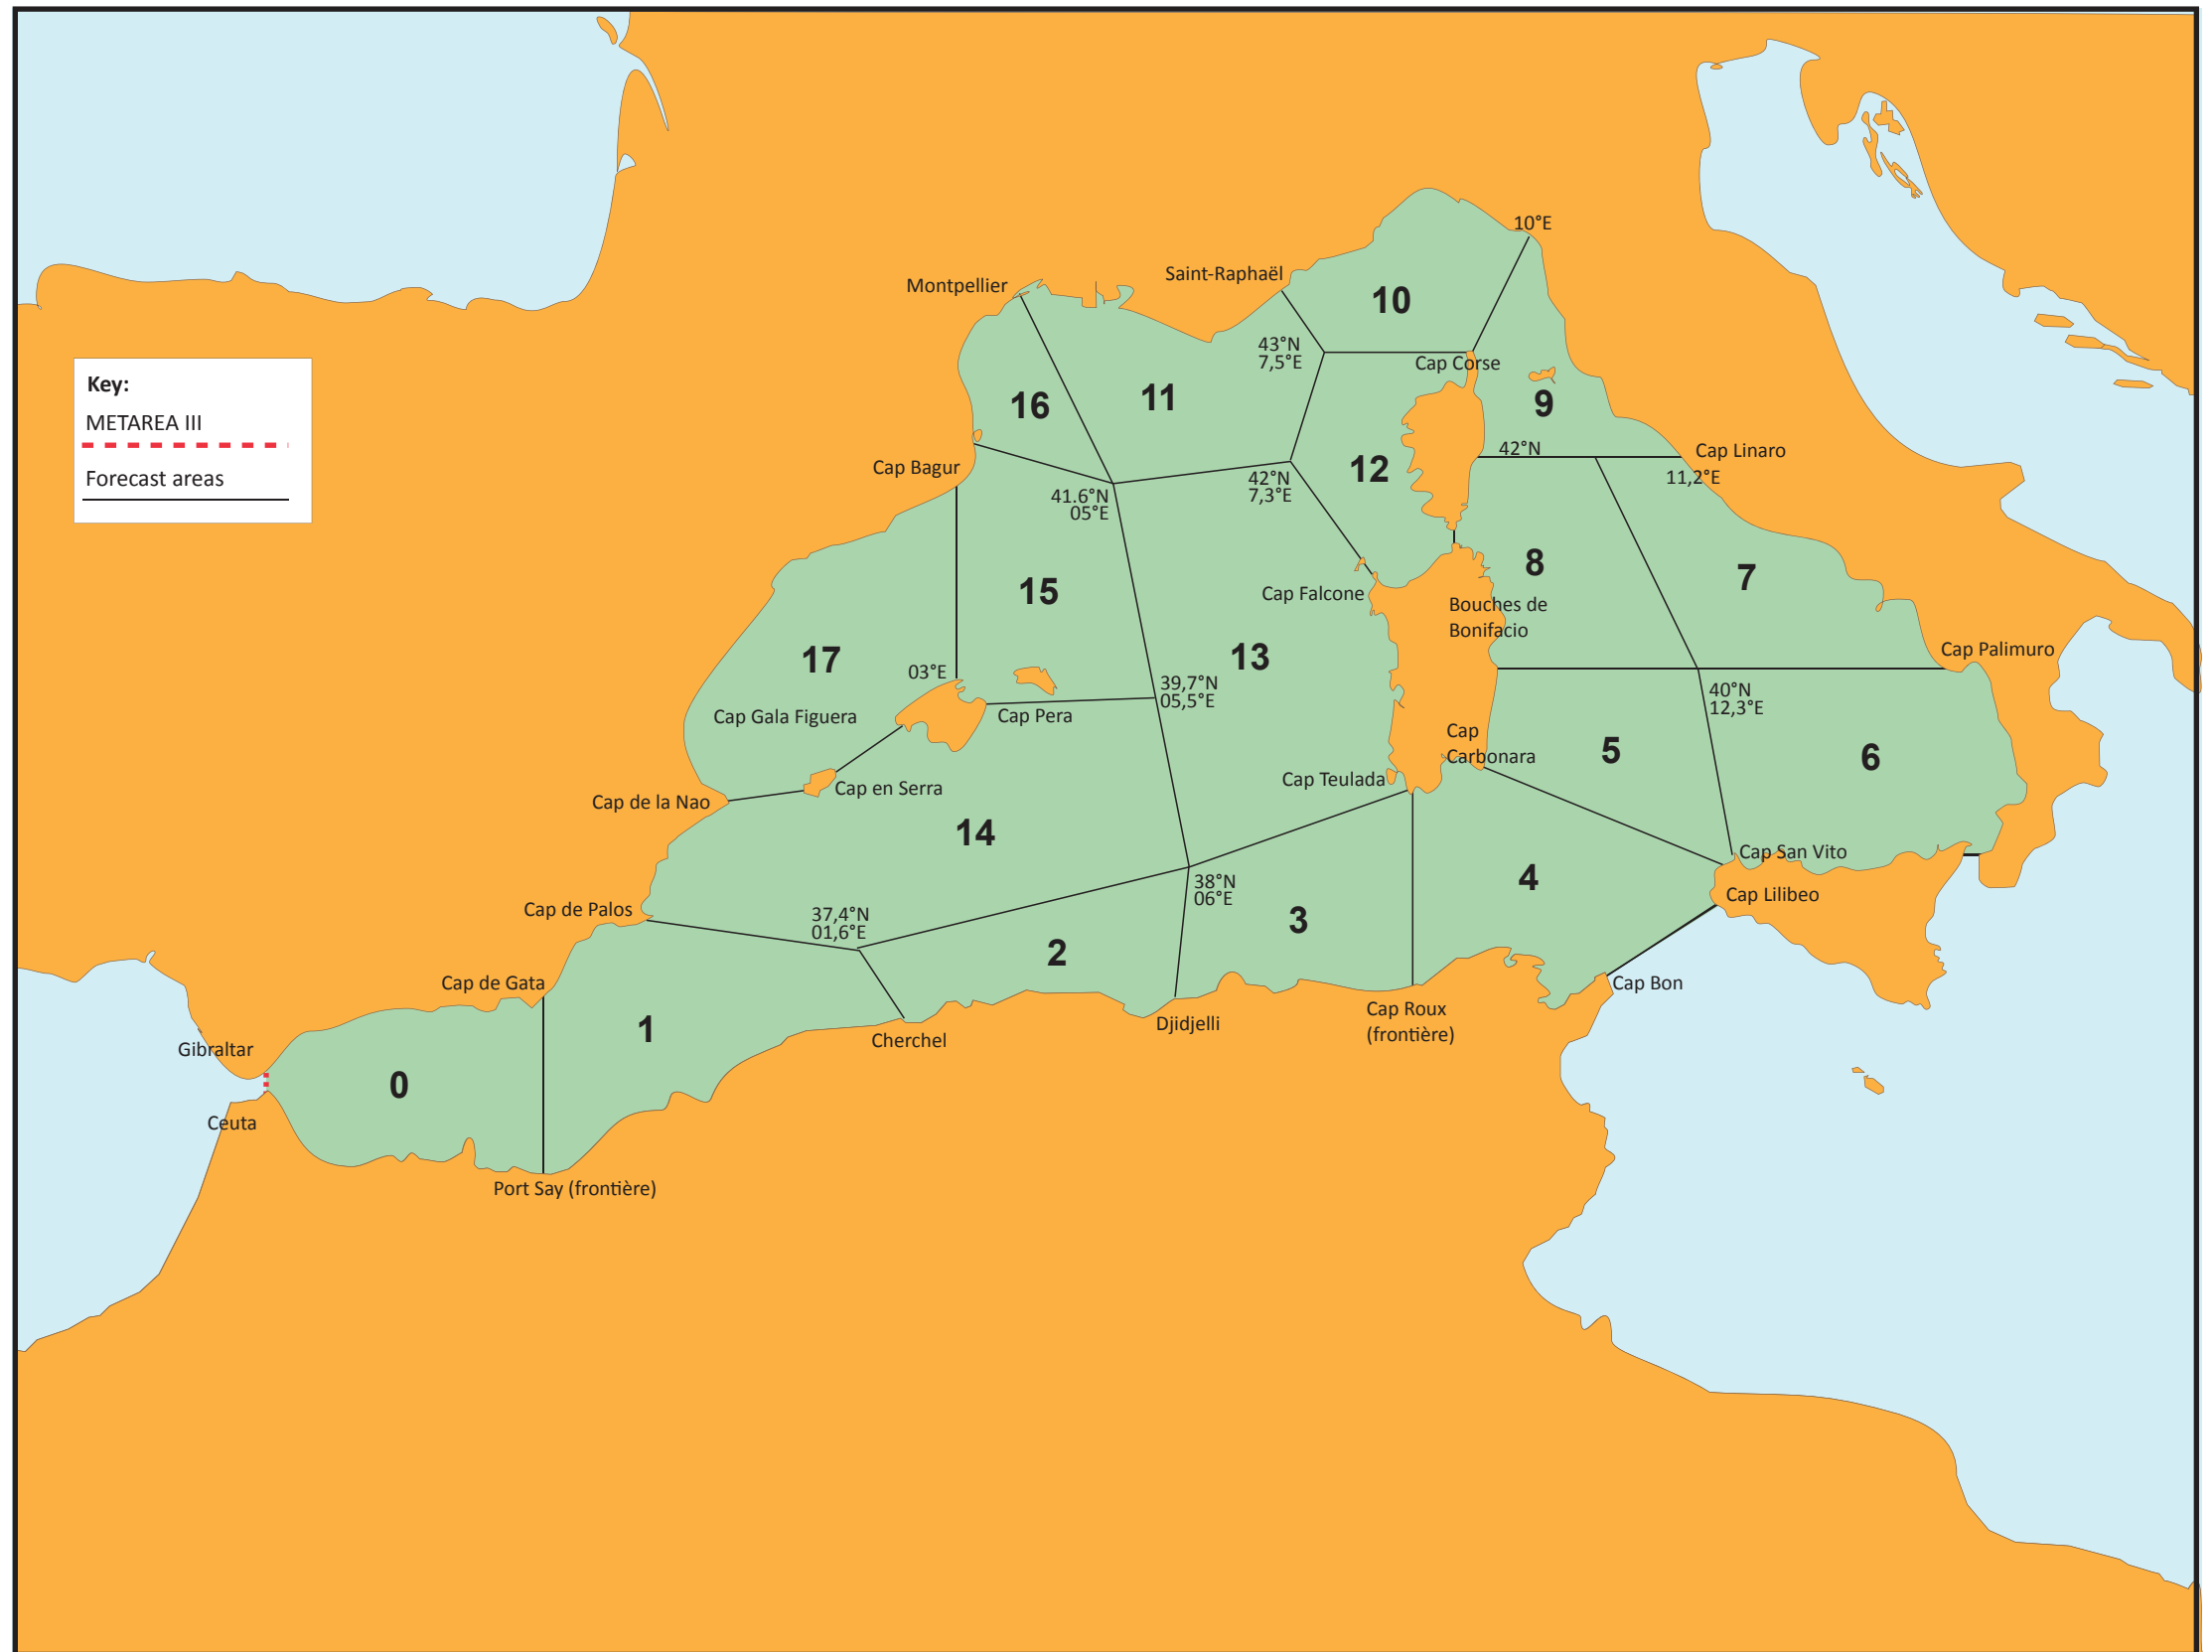 10°E
Saint-Raphaël
Montpellier
10
43°N
7,5°E
Cap Corse
Key:
METAREA III
Forecast areas
16
11
9
42°N
Cap Linaro
11,2°E
Cap Bagur
12
41.6°N
05°E
42°N
7,3°E
8
7
15
Cap Falcone
Bouches de
Bonifacio
17
13
Cap Palimuro
03°E
39,7°N
05,5°E
40°N
12,3°E
Cap Gala Figuera
Cap Pera
Cap
Carbonara
5
6
Cap Teulada
Cap en Serra
Cap de la Nao
14
Cap San Vito
4
38°N
06°E
Cap Lilibeo
Cap de Palos
37,4°N
01,6°E
3
2
Cap de Gata
Cap Bon
Cap Roux
(frontière)
Djidjelli
1
Cherchel
Gibraltar
0
Ceuta
Port Say (frontière)